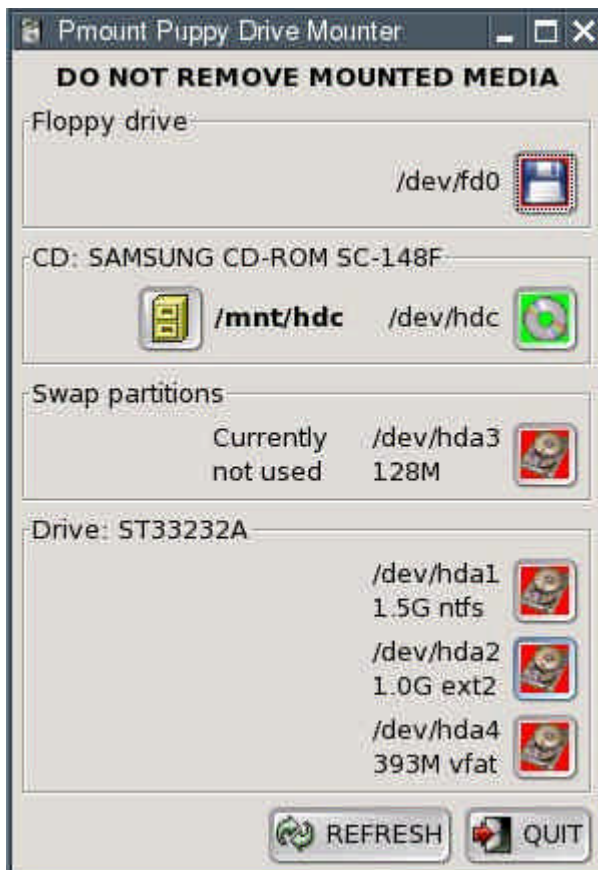 Pmount Puppy Drive Mounter
DO NOT REMOVE MOUNTED MEDIA
Floppy drive
/dev/fd0
CD: SAMSUNG CD-ROM SC-148F
/mnt/hdc /dev/hdc
Swap partitions
Currently /dev/hda3
not used 128M
Drive: ST33232A
/dev/hda1
1.5G ntfs
/dev/hda2
1.0G ext2
/dev/hda4
393M vfat
REFRESH QUIT